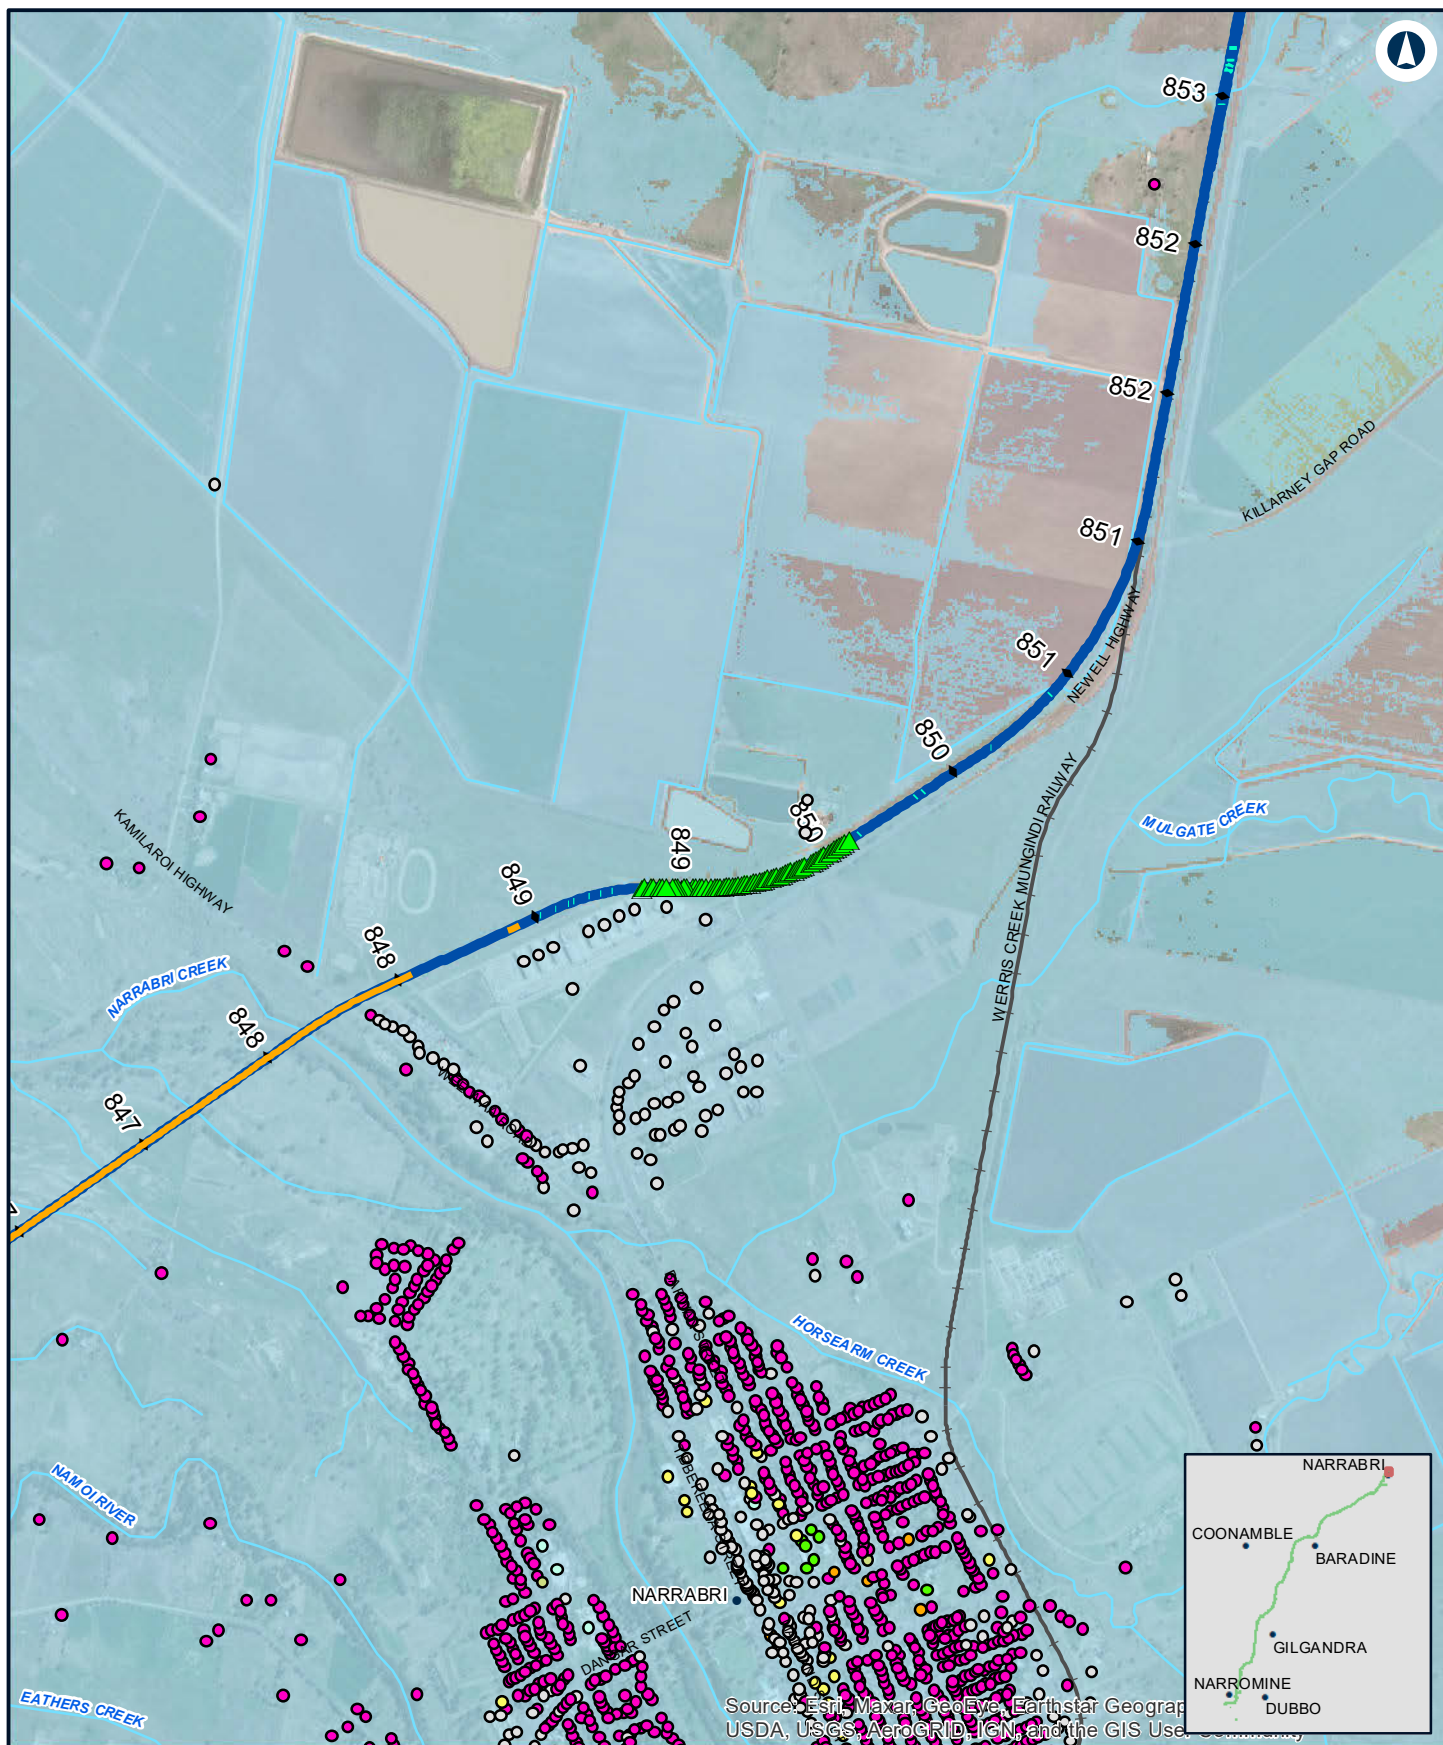 853
852
852
KILLARNEY GAP ROAD
851
NEWELL HIGHWAY
851
850
WERRIS CREEK MUNGINDI RAILWAY
MULGATE CREEK
850
849
KAMILAROI HIGHWAY
849
848
NARRABRI CREEK
848
847
HORSEARM CREEK
NAMOI RIVER
NARRABRI
DANGAR STREET
EATHERS CREEK
NARRABRI
COONAMBLE
BARADINE
GILGANDRA
NARROMINE
DUBBO
Source: Esri, Maxar, GeoEye, Earthstar Geograp
USDA, USGS, AeroGRID, IGN, and the GIS User Community